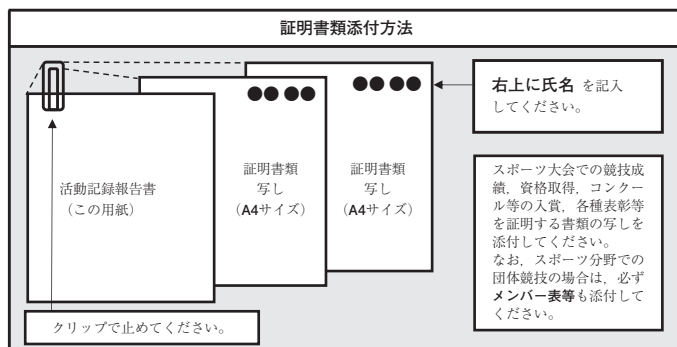 証明書類添付方法
●● ●●
●● ●●
右上に氏名 を記入
してください。
活動記録報告書
（この用紙）
証明書類
写し
（A4サイズ）
証明書類
写し
（A4サイズ）
スポーツ大会での競技成
績，資格取得，コンクー
ル等の入賞，各種表彰等
を証明する書類の写しを
添付してください。
なお，スポーツ分野での
団体競技の場合は，必ず
メンバー表等も添付して
ください。
クリップで止めてください。